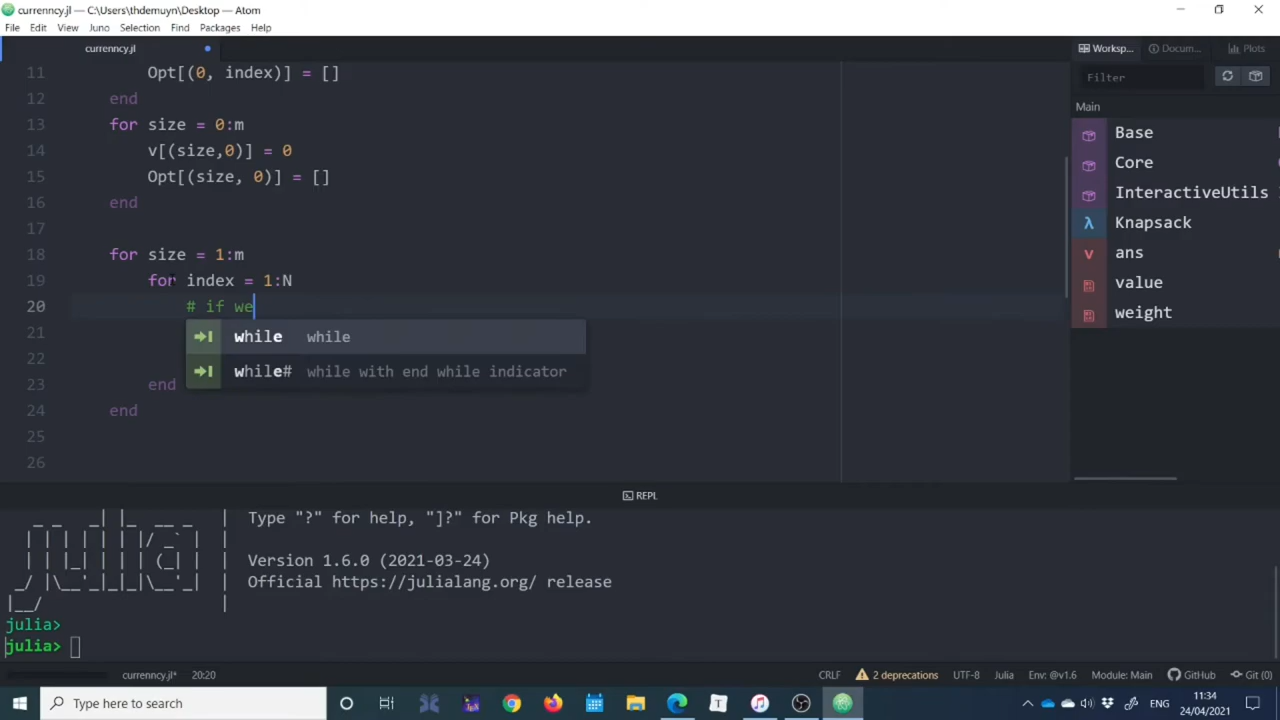 currenncy.jl — C:\Users\thdemuyn\Desktop — Atom
File Edit View Juno Selection Find Packages Help
currenncy.jl
Worksp... Docum... Plots
Filter
Main
Base
Core
InteractiveUtils
λ Knapsack
v ans
value
weight
11 Opt[(0, index)] = []
12 end
13 for size = 0:m
14 v[(size,0)] = 0
15 Opt[(size, 0)] = []
16 end
17
18 for size = 1:m
19 for index = 1:N
20 # if we
while while
while# while with end while indicator
21
22
23 end
24 end
25
26
REPL
Type "?" for help, "]?" for Pkg help.
Version 1.6.0 (2021-03-24)
Official https://julialang.org/ release
julia>
julia>
currenncy.jl* 20:20 CRLF 2 deprecations UTF-8 Julia Env: @v1.6 Module: Main GitHub Git (0)
Type here to search
ENG
11:34
24/04/2021